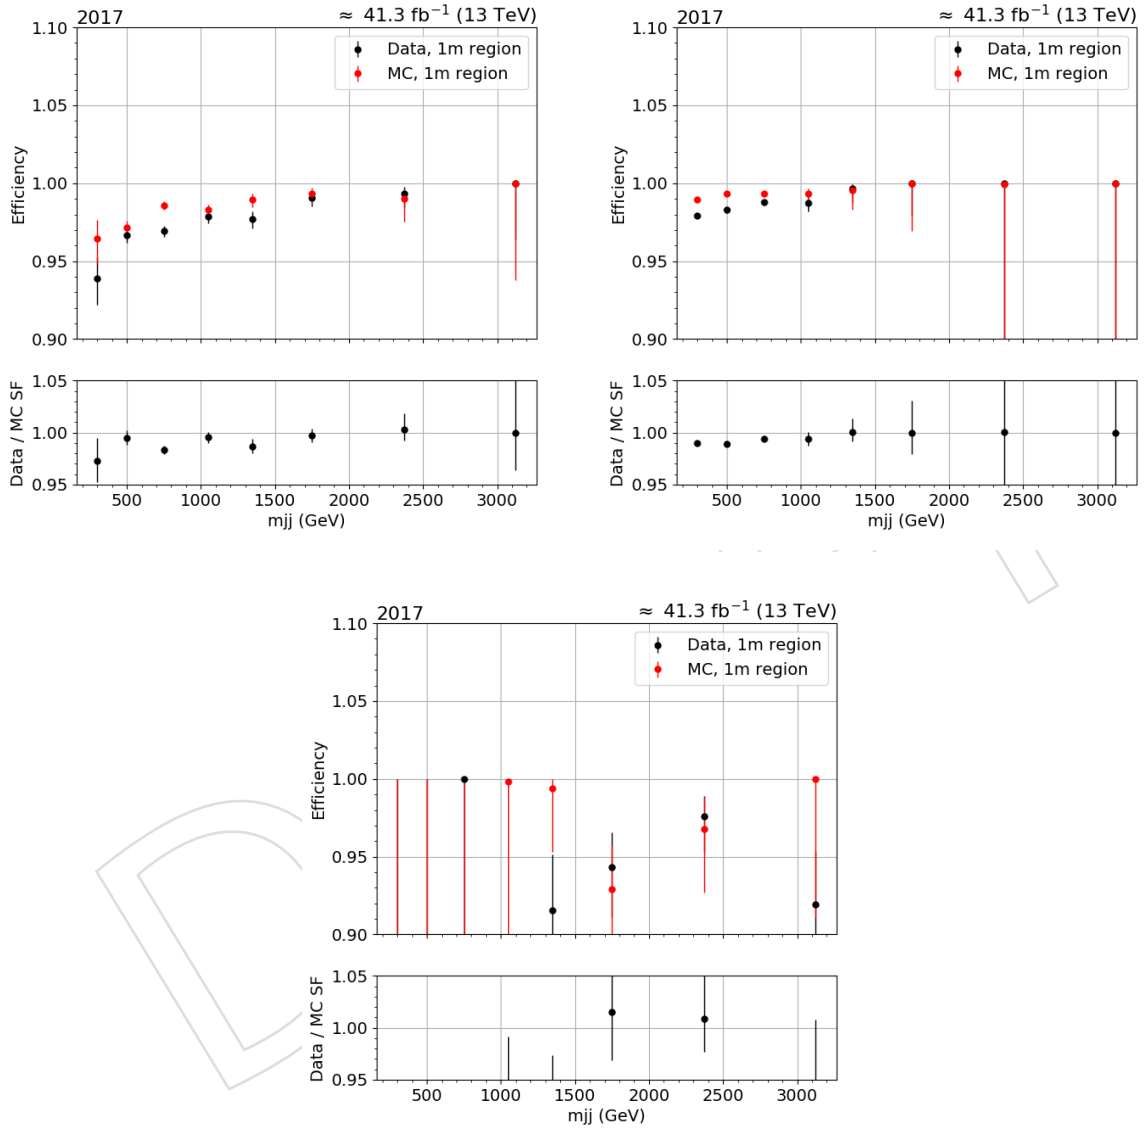 2017 ≈ 41.3 fb⁻¹ (13 TeV)
Data, 1m region
MC, 1m region
Efficiency
1.10
1.05
1.00
0.95
0.90
Data / MC SF
1.05
1.00
0.95
500 1000 1500 2000 2500 3000
mjj (GeV)
2017 ≈ 41.3 fb⁻¹ (13 TeV)
Data, 1m region
MC, 1m region
Efficiency
1.10
1.05
1.00
0.95
0.90
Data / MC SF
1.05
1.00
0.95
500 1000 1500 2000 2500 3000
mjj (GeV)
2017 ≈ 41.3 fb⁻¹ (13 TeV)
Data, 1m region
MC, 1m region
Efficiency
1.10
1.05
1.00
0.95
0.90
Data / MC SF
1.05
1.00
0.95
500 1000 1500 2000 2500 3000
mjj (GeV)